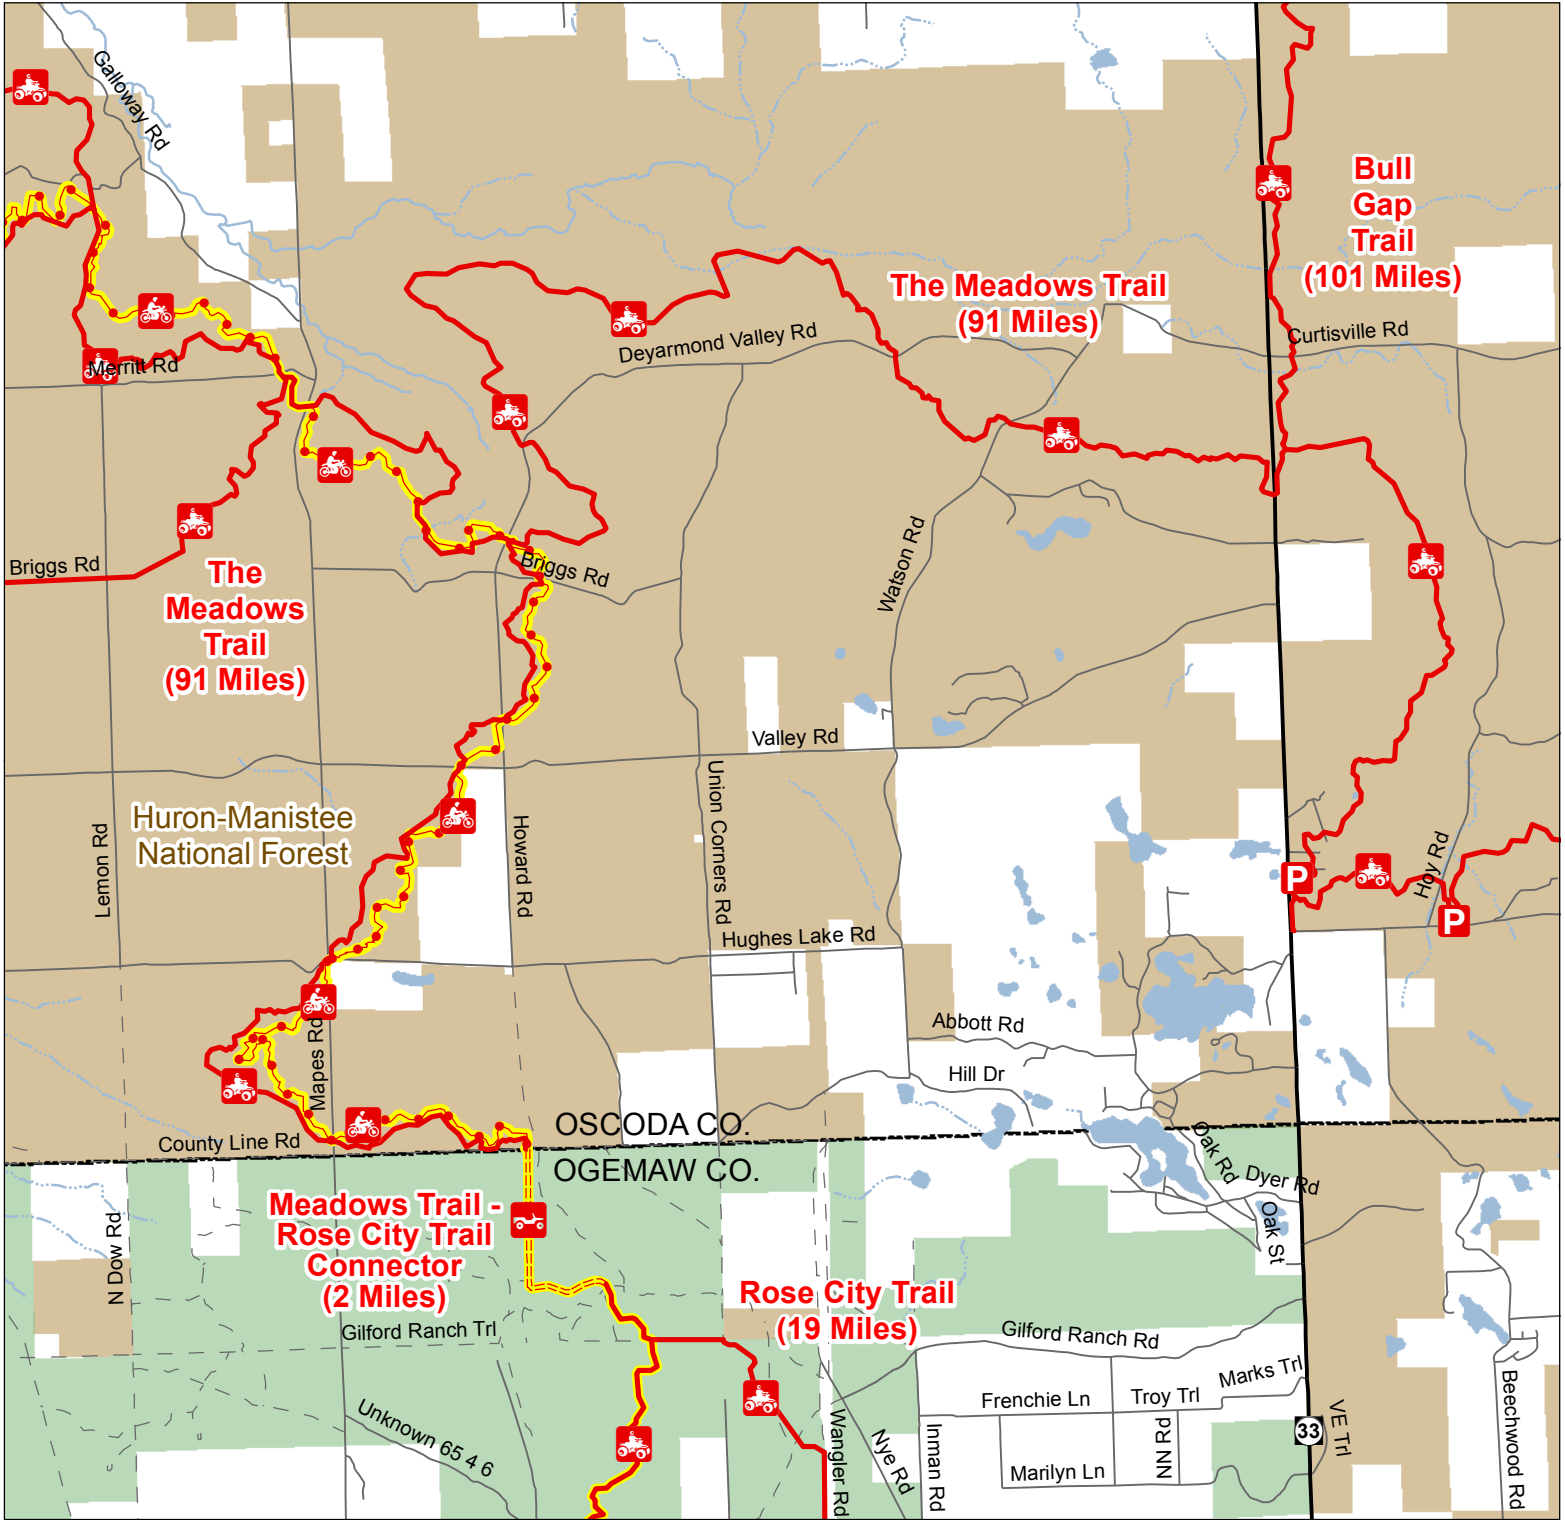 Galloway Rd
Bull
Gap
Trail
(101 Miles)
The Meadows Trail
(91 Miles)
Curtisville Rd
Deyarmond Valley Rd
Merritt Rd
Briggs Rd
Briggs Rd
The
Meadows
Trail
(91 Miles)
Watson Rd
Valley Rd
Union Corners Rd
Huron-Manistee
National Forest
Lemon Rd
Howard Rd
Hoy Rd
P
P
Hughes Lake Rd
Abbott Rd
Hill Dr
Mapes Rd
County Line Rd
OSCODA CO.
OGEMAW CO.
Oak Rd
Dyer Rd
Oak St
Meadows Trail -
Rose City Trail
Connector
(2 Miles)
N Dow Rd
Rose City Trail
(19 Miles)
Gilford Ranch Trl
Gilford Ranch Rd
Marks Trl
Frenchie Ln
Troy Trl
Unknown 65 4 6
Wangler Rd
Nye Rd
Inman Rd
Marilyn Ln
NN Rd
33
VE Trl
Beechwood Rd